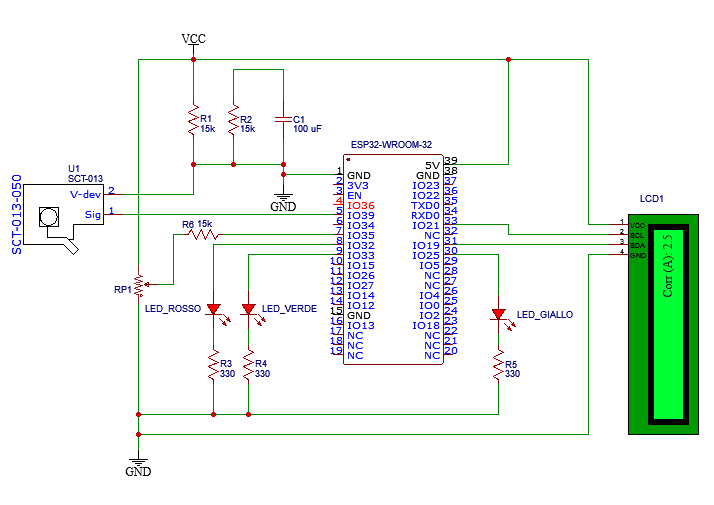 VCC
R1
15k
R2
15k
C1
100 uF
ESP32-WROOM-32
U1
SCT-013
SCT-013-050
V-dev
2
Sig
1
GND
1
GND
2
3V3
3
EN
4
IO36
5
IO39
6
IO34
7
IO35
8
IO32
9
IO33
10
IO15
11
IO26
12
IO27
13
IO14
14
IO12
15
GND
16
IO13
17
NC
18
NC
19
NC
5V
39
GND
38
IO23
37
IO22
36
TXD0
35
RXD0
34
IO21
33
NC
32
IO19
31
IO25
30
IO5
29
NC
28
NC
27
IO4
26
IO0
25
IO2
24
IO18
23
NC
22
NC
21
NC
20
R6 15k
RP1
LED_ROSSO
LED_VERDE
LED_GIALLO
R3
330
R4
330
R5
330
GND
LCD1
1
VCC
2
SCL
3
SDA
4
GND
Corr (A): 2.5